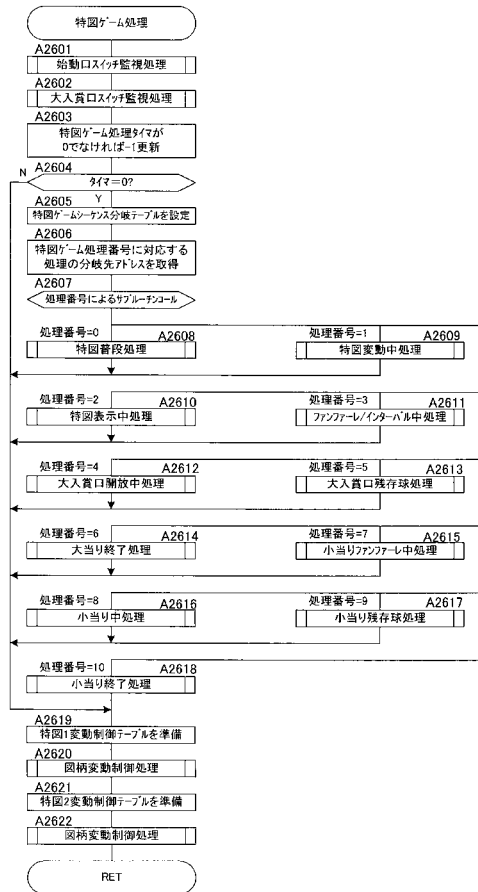 特図ゲーム処理
A2601
始動口スイッチ監視処理
A2602
大入賞口スイッチ監視処理
A2603
特図ゲーム処理タイマが
0でなければ-1更新
A2604
N
タイマ=0?
Y
A2605
特図ゲームシーケンス分岐テーブルを設定
A2606
特図ゲーム処理番号に対応する
処理の分岐先アドレスを取得
A2607
処理番号によるサブルーチンコール
処理番号=0 A2608
特図普段処理
処理番号=1 A2609
特図変動中処理
処理番号=2 A2610
特図表示中処理
処理番号=3 A2611
ファンファーレ/インターバル中処理
処理番号=4 A2612
大入賞口開放中処理
処理番号=5 A2613
大入賞口残存球処理
処理番号=6 A2614
大当り終了処理
処理番号=7 A2615
小当りファンファーレ中処理
処理番号=8 A2616
小当り中処理
処理番号=9 A2617
小当り残存球処理
処理番号=10 A2618
小当り終了処理
A2619
特図1変動制御テーブルを準備
A2620
図柄変動制御処理
A2621
特図2変動制御テーブルを準備
A2622
図柄変動制御処理
RET